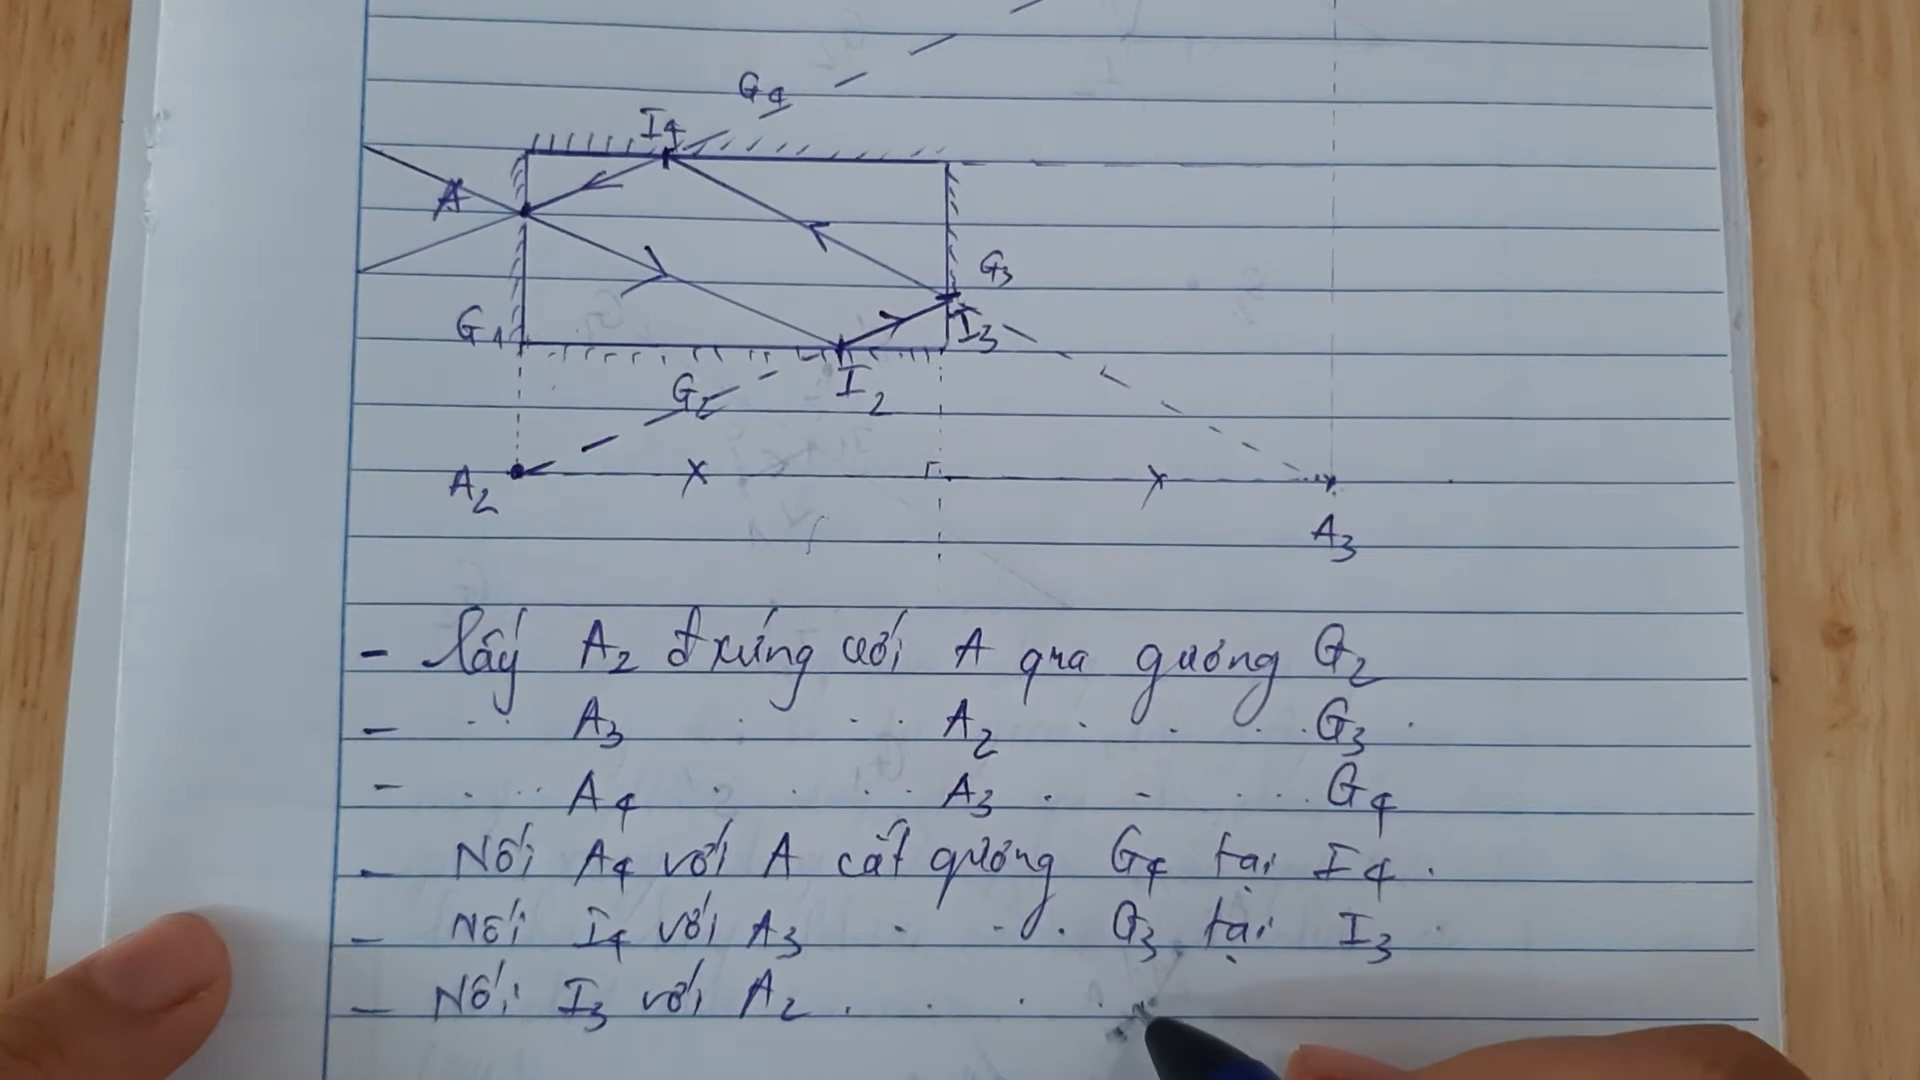 G4
I4
A
G3
G1
I3
G2
I2
A2
A3
- lấy A2 đ xứng với A qua gương G2
- .. A3 . .. A2 . . . . G3 .
- . .. A4 . . .. A3 . - . .. G4
- Nối A4 với A cắt gương G4 tại I4 .
- Nối I4 với A3 . - . . G3 tại I3 .
- Nối I3 với A2 . . . .